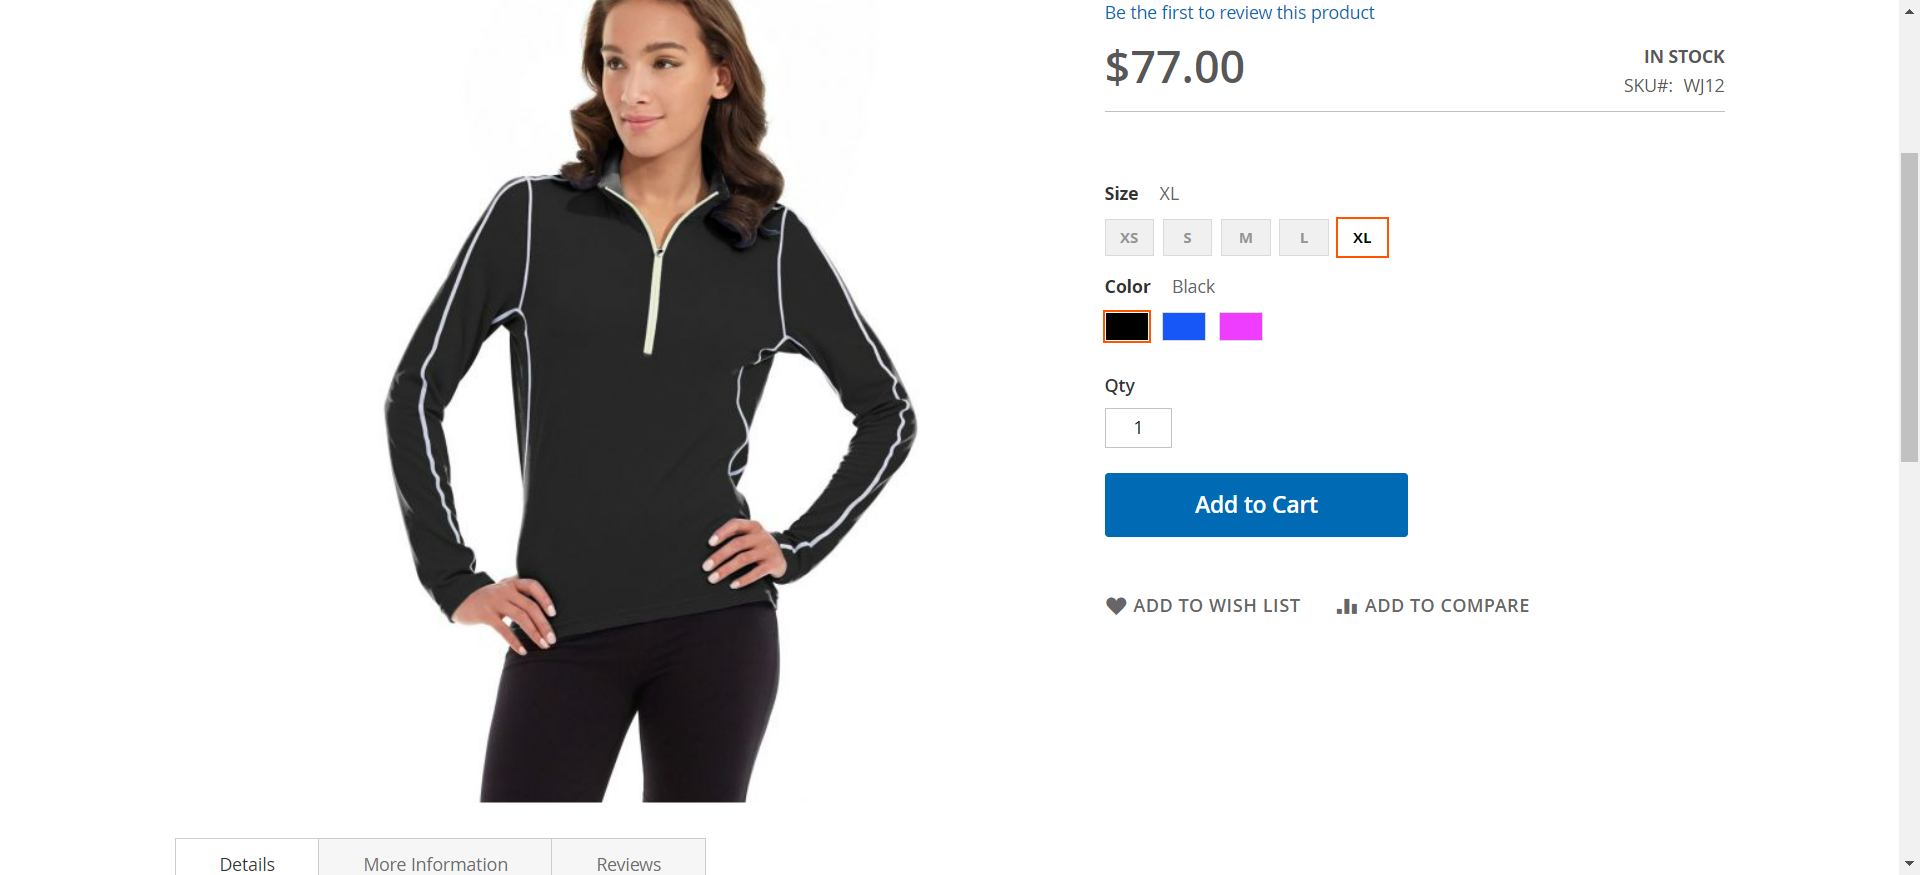 Be the first to review this product
$77.00
IN STOCK
SKU#: WJ12
Size XL
XS S M L XL
Color Black
Qty
1
Add to Cart
ADD TO WISH LIST ADD TO COMPARE
Details More Information Reviews